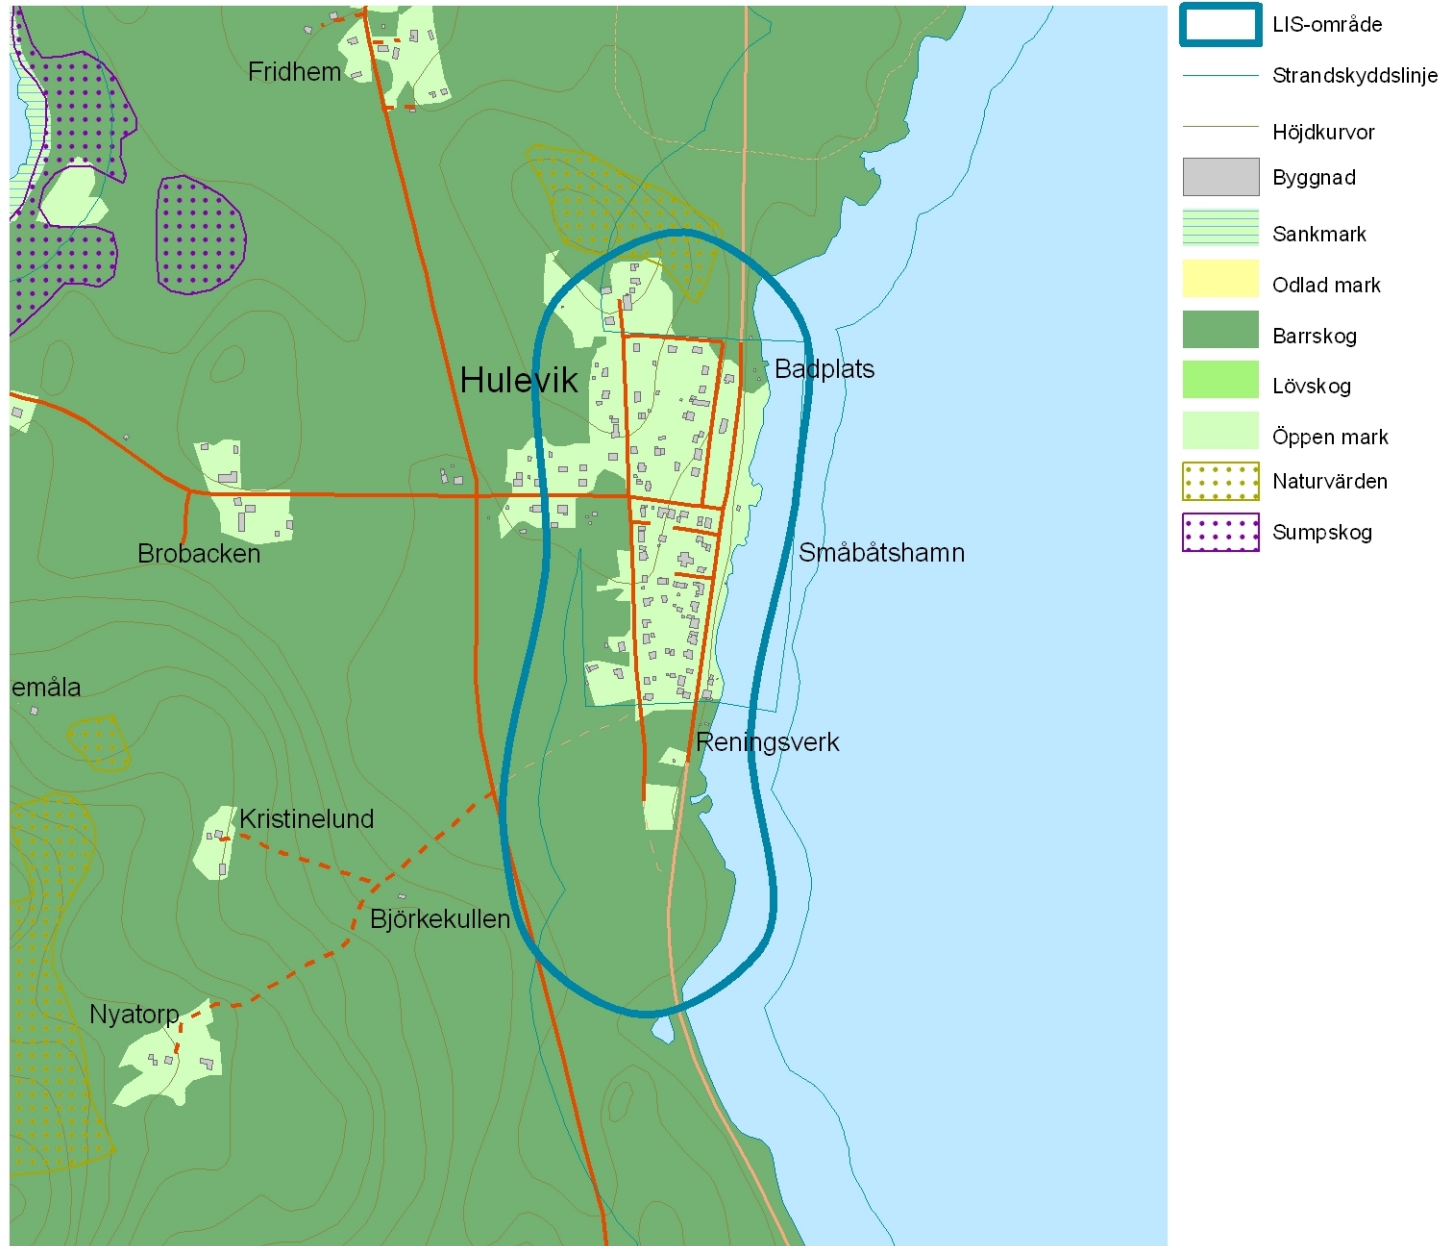 Fridhem
Hulevik
Badplats
Brobacken
Småbåtshamn
emåla
Reningsverk
Kristinelund
Björkekullen
Nyatorp
LIS-område
Strandskyddslinje
Höjdkurvor
Byggnad
Sankmark
Odlad mark
Barrskog
Lövskog
Öppen mark
Naturvärden
Sumpskog